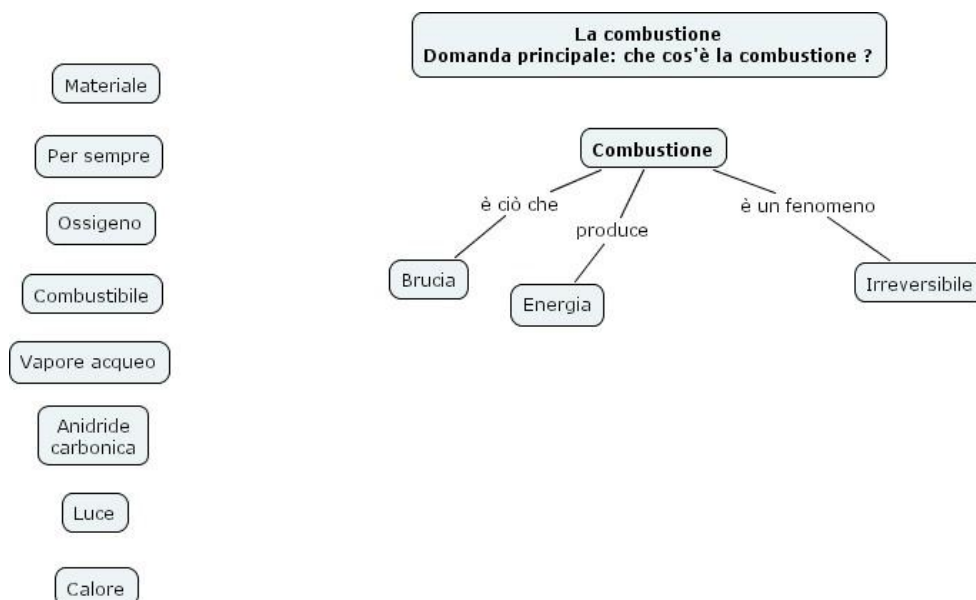 La combustione
Domanda principale: che cos'è la combustione ?
Materiale
Per sempre
Ossigeno
Combustibile
Vapore acqueo
Anidride
carbonica
Luce
Calore
Combustione
è ciò che
produce
è un fenomeno
Brucia
Energia
Irreversibile